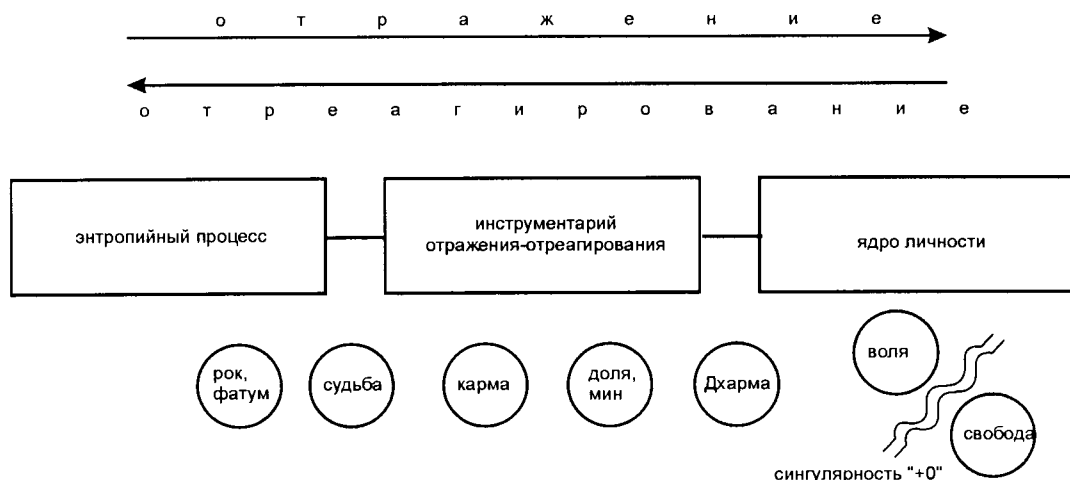 о т р а ж е н и е
о т р е а г и р о в а н и е
энтропийный процесс
инструментарий
отражения-отреагирования
ядро личности
рок,
фатум
судьба
карма
доля,
мин
Дхарма
воля
свобода
сингулярность "+0"